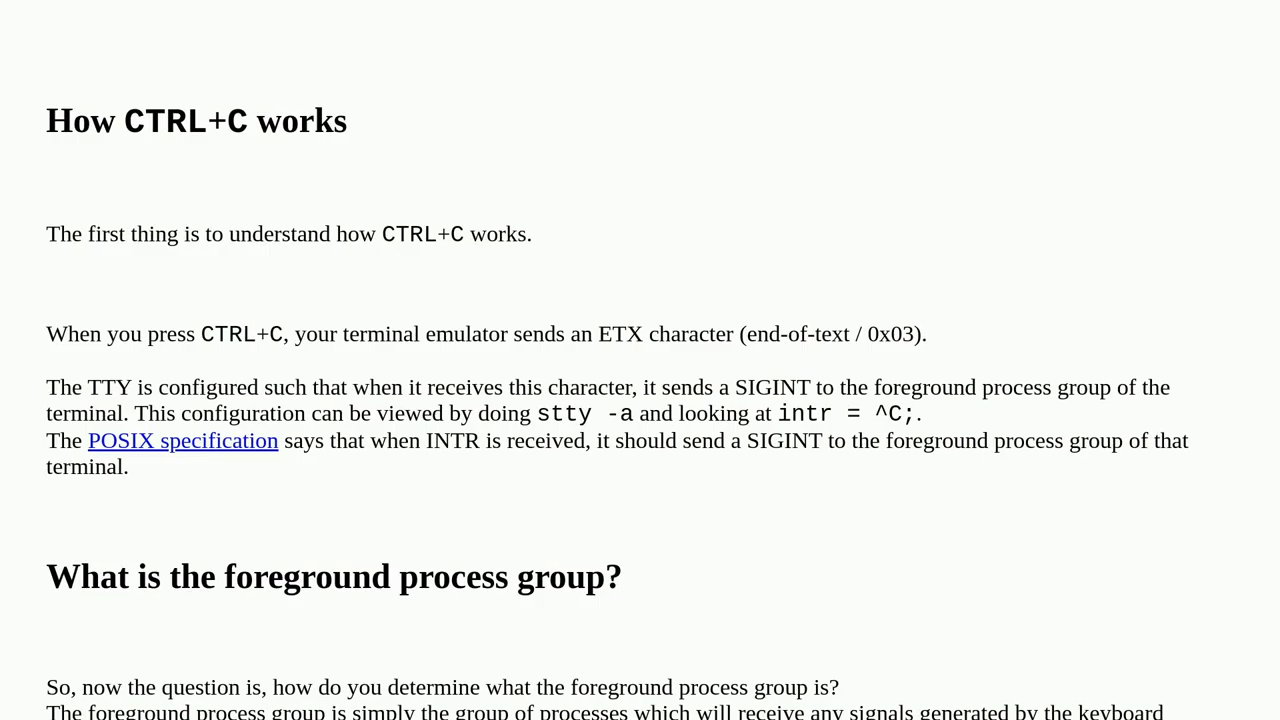 How CTRL+C works
The first thing is to understand how CTRL+C works.
When you press CTRL+C, your terminal emulator sends an ETX character (end-of-text / 0x03).
The TTY is configured such that when it receives this character, it sends a SIGINT to the foreground process group of the
terminal. This configuration can be viewed by doing stty -a and looking at intr = ^C;.
The POSIX specification says that when INTR is received, it should send a SIGINT to the foreground process group of that
terminal.
What is the foreground process group?
So, now the question is, how do you determine what the foreground process group is?
The foreground process group is simply the group of processes which will receive any signals generated by the keyboard